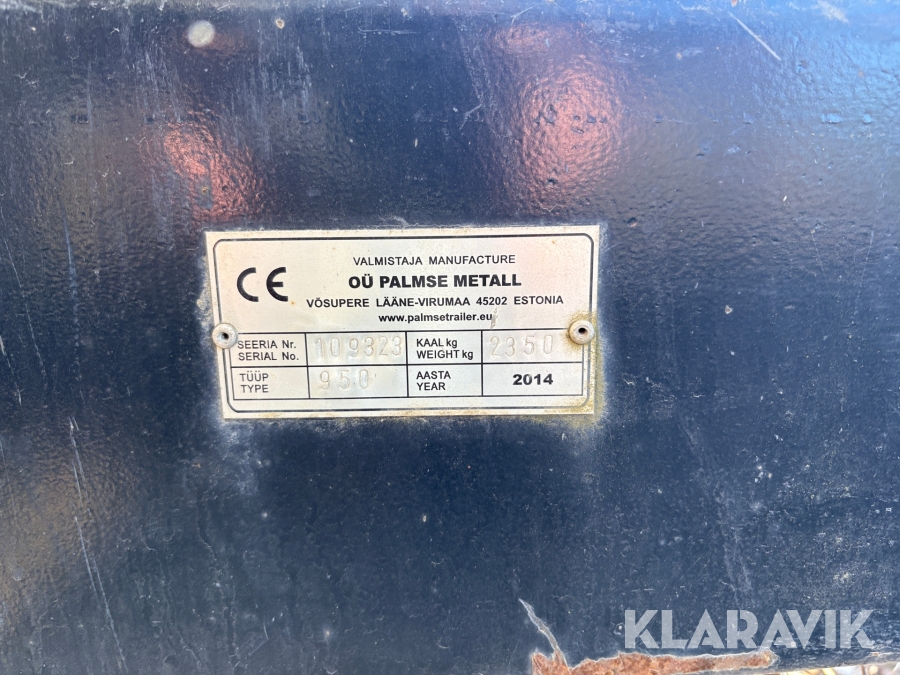 VALMISTAJA MANUFACTURE
CE OÜ PALMSE METALL
VÕSUPERE LÄÄNE-VIRUMAA 45202 ESTONIA
www.palmsetrailer.eu
SEERIA Nr. 109323 KAAL kg 2350
SERIAL No. WEIGHT kg
TÜÜP 950 AASTA 2014
TYPE YEAR
KLARAVIK